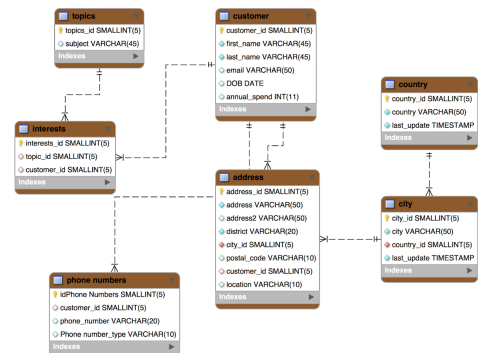 topics
topics_id SMALLINT(5)
subject VARCHAR(45)
Indexes
customer
customer_id SMALLINT(5)
first_name VARCHAR(45)
last_name VARCHAR(45)
email VARCHAR(50)
DOB DATE
annual_spend INT(11)
Indexes
country
country_id SMALLINT(5)
country VARCHAR(50)
last_update TIMESTAMP
Indexes
interests
interests_id SMALLINT(5)
topic_id SMALLINT(5)
customer_id SMALLINT(5)
Indexes
address
address_id SMALLINT(5)
address VARCHAR(50)
address2 VARCHAR(50)
district VARCHAR(20)
city_id SMALLINT(5)
postal_code VARCHAR(10)
customer_id SMALLINT(5)
location VARCHAR(10)
Indexes
city
city_id SMALLINT(5)
city VARCHAR(50)
country_id SMALLINT(5)
last_update TIMESTAMP
Indexes
phone numbers
idPhone Numbers SMALLINT(5)
customer_id SMALLINT(5)
phone_number VARCHAR(20)
Phone number_type VARCHAR(10)
Indexes